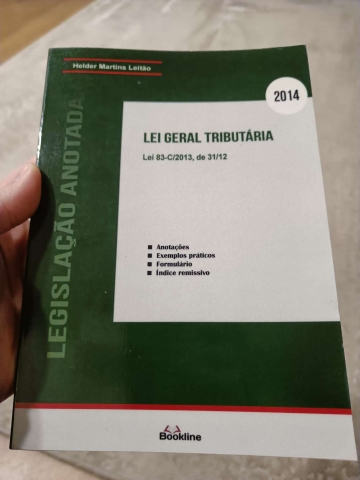 Helder Martins Leitão
2014
LEGISLAÇÃO ANOTADA
LEI GERAL TRIBUTÁRIA
Lei 83-C/2013, de 31/12
Anotações
Exemplos práticos
Formulário
Índice remissivo
Bookline